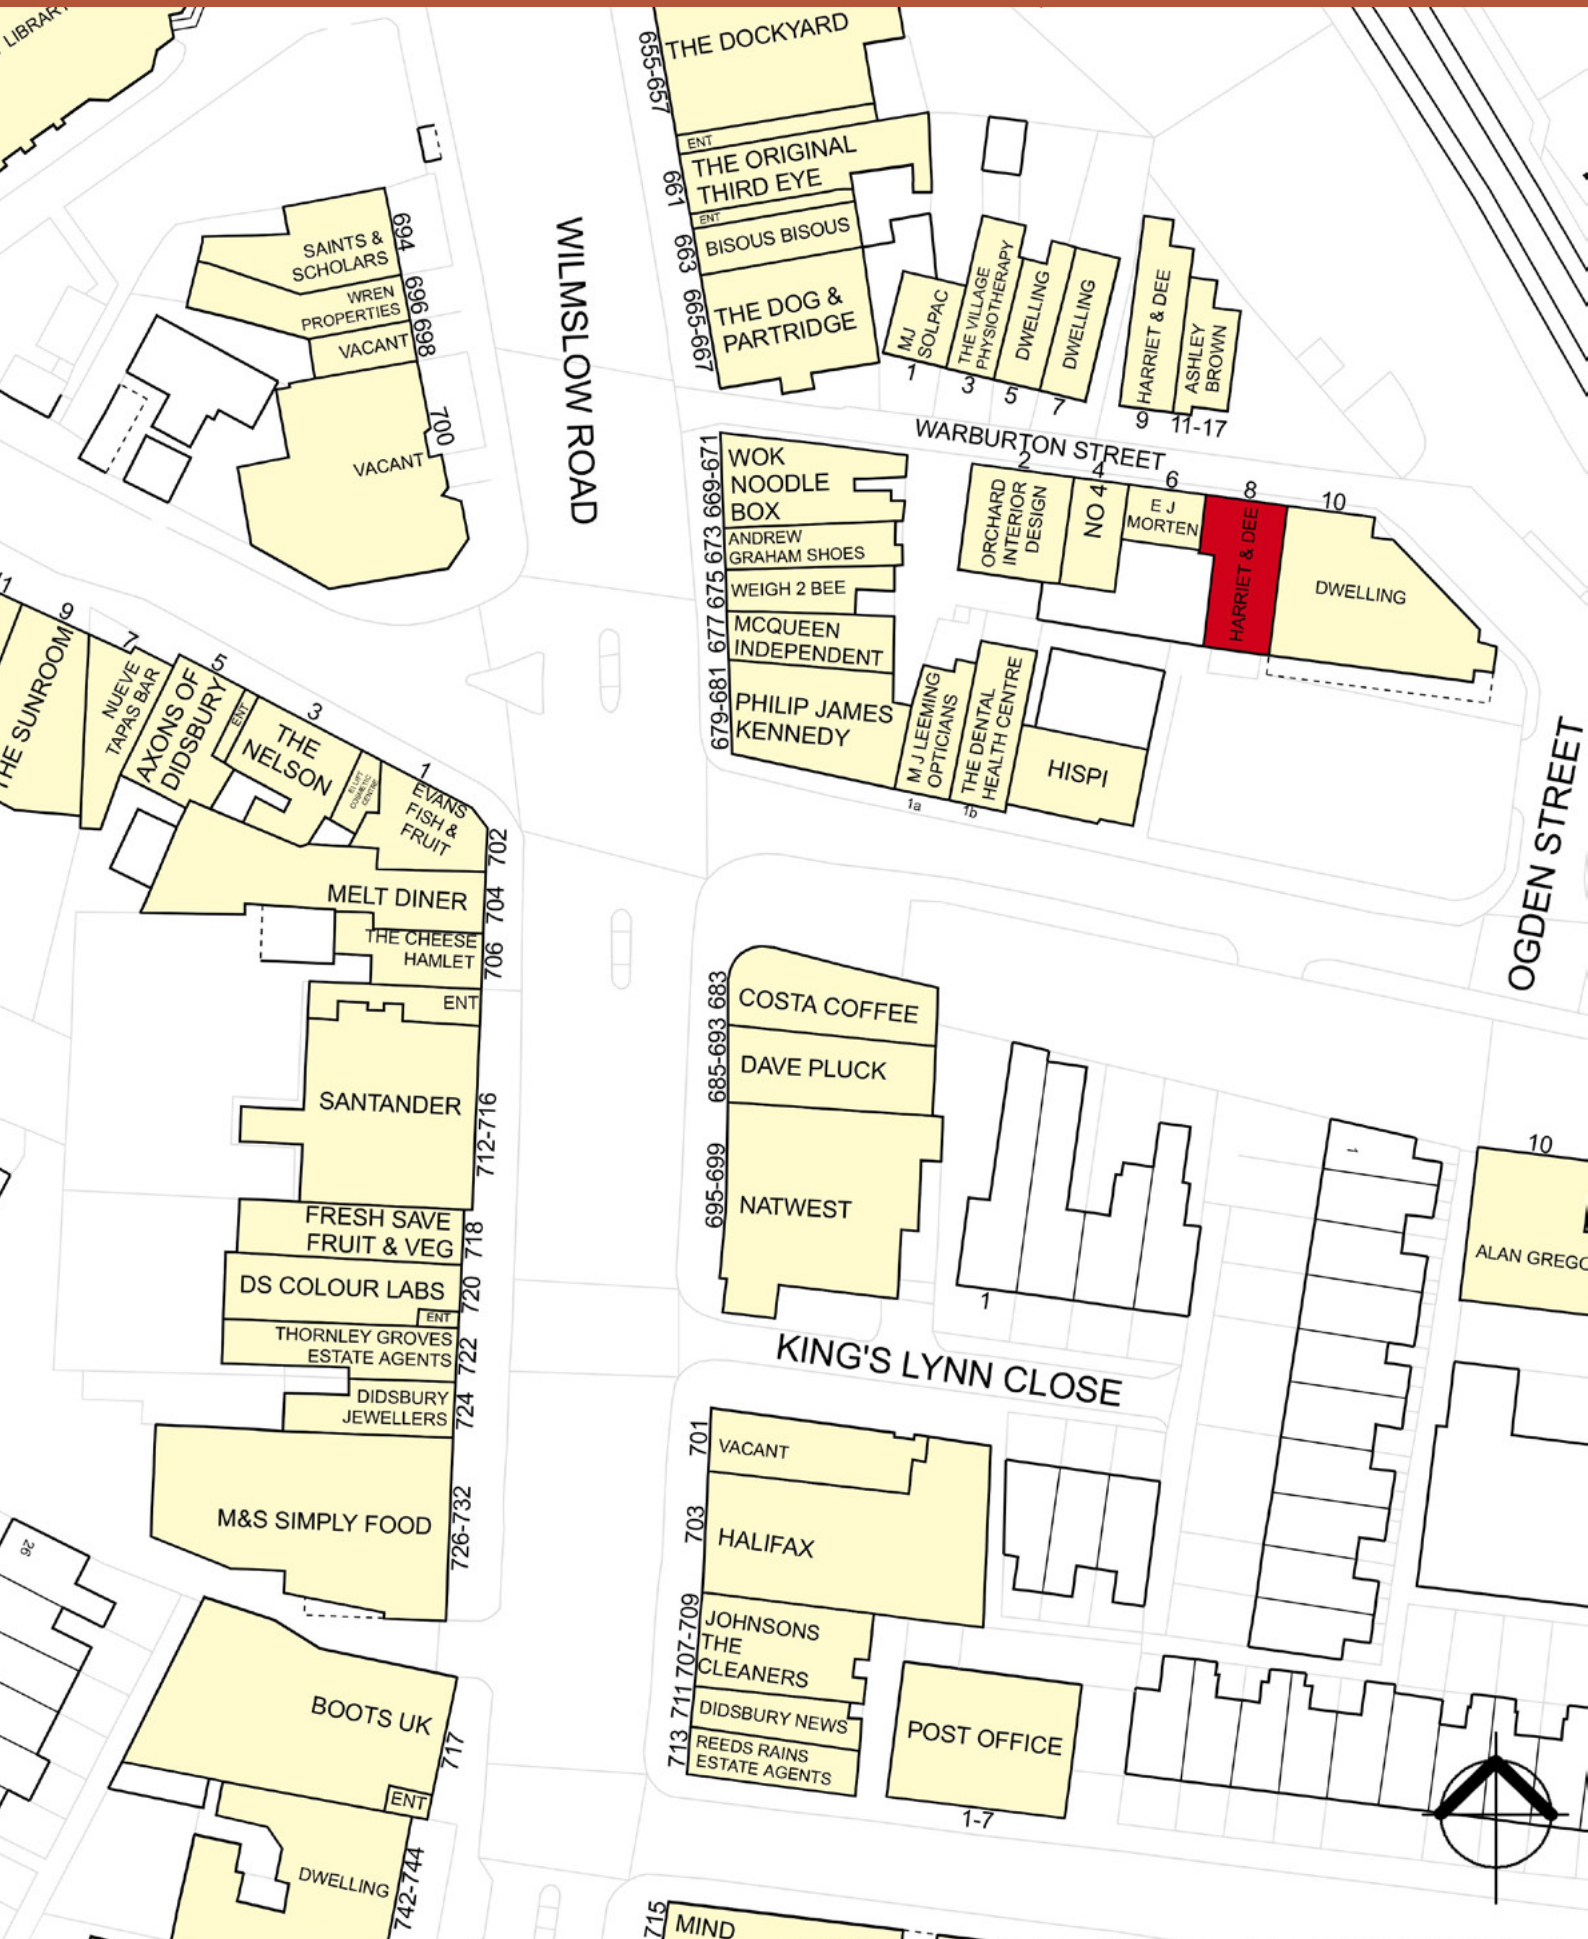 LIBRARY
THE DOCKYARD
655-657
ENT
THE ORIGINAL
THIRD EYE
661
ENT
BISOUS BISOUS
663
THE DOG &
PARTRIDGE
665-667
SAINTS &
SCHOLARS
694
WREN
PROPERTIES
696
VACANT
698
VACANT
700
WILMSLOW ROAD
MJ
SOLPAC
1
THE VILLAGE
PHYSIOTHERAPY
3
DWELLING
5
DWELLING
7
HARRIET & DEE
9
ASHLEY
BROWN
11-17
WARBURTON STREET
WOK
NOODLE
BOX
669-671
ANDREW
GRAHAM SHOES
673
WEIGH 2 BEE
675
MCQUEEN
INDEPENDENT
677
PHILIP JAMES
KENNEDY
679-681
2
ORCHARD
INTERIOR
DESIGN
4
NO 4
6
E J
MORTEN
8
HARRIET & DEE
10
DWELLING
M J LEEMING
OPTICIANS
1a
THE DENTAL
HEALTH CENTRE
1b
HISPI
OGDEN STREET
11
9
THE SUNROOM
7
NUEVE
TAPAS BAR
5
AXONS OF
DIDSBURY
ENT
3
THE
NELSON
COSMETIC
CENTRE
1
EVANS
FISH &
FRUIT
702
MELT DINER
704
THE CHEESE
HAMLET
706
ENT
SANTANDER
712-716
FRESH SAVE
FRUIT & VEG
718
DS COLOUR LABS
720
ENT
THORNLEY GROVES
ESTATE AGENTS
722
DIDSBURY
JEWELLERS
724
M&S SIMPLY FOOD
726-732
26
BOOTS UK
717
ENT
DWELLING
742-744
COSTA COFFEE
683
DAVE PLUCK
685-693
NATWEST
695-699
1
1
10
ALAN GREGO
KING'S LYNN CLOSE
VACANT
701
HALIFAX
703
JOHNSONS
THE
CLEANERS
707-709
DIDSBURY NEWS
711
REEDS RAINS
ESTATE AGENTS
713
POST OFFICE
1-7
715
MIND